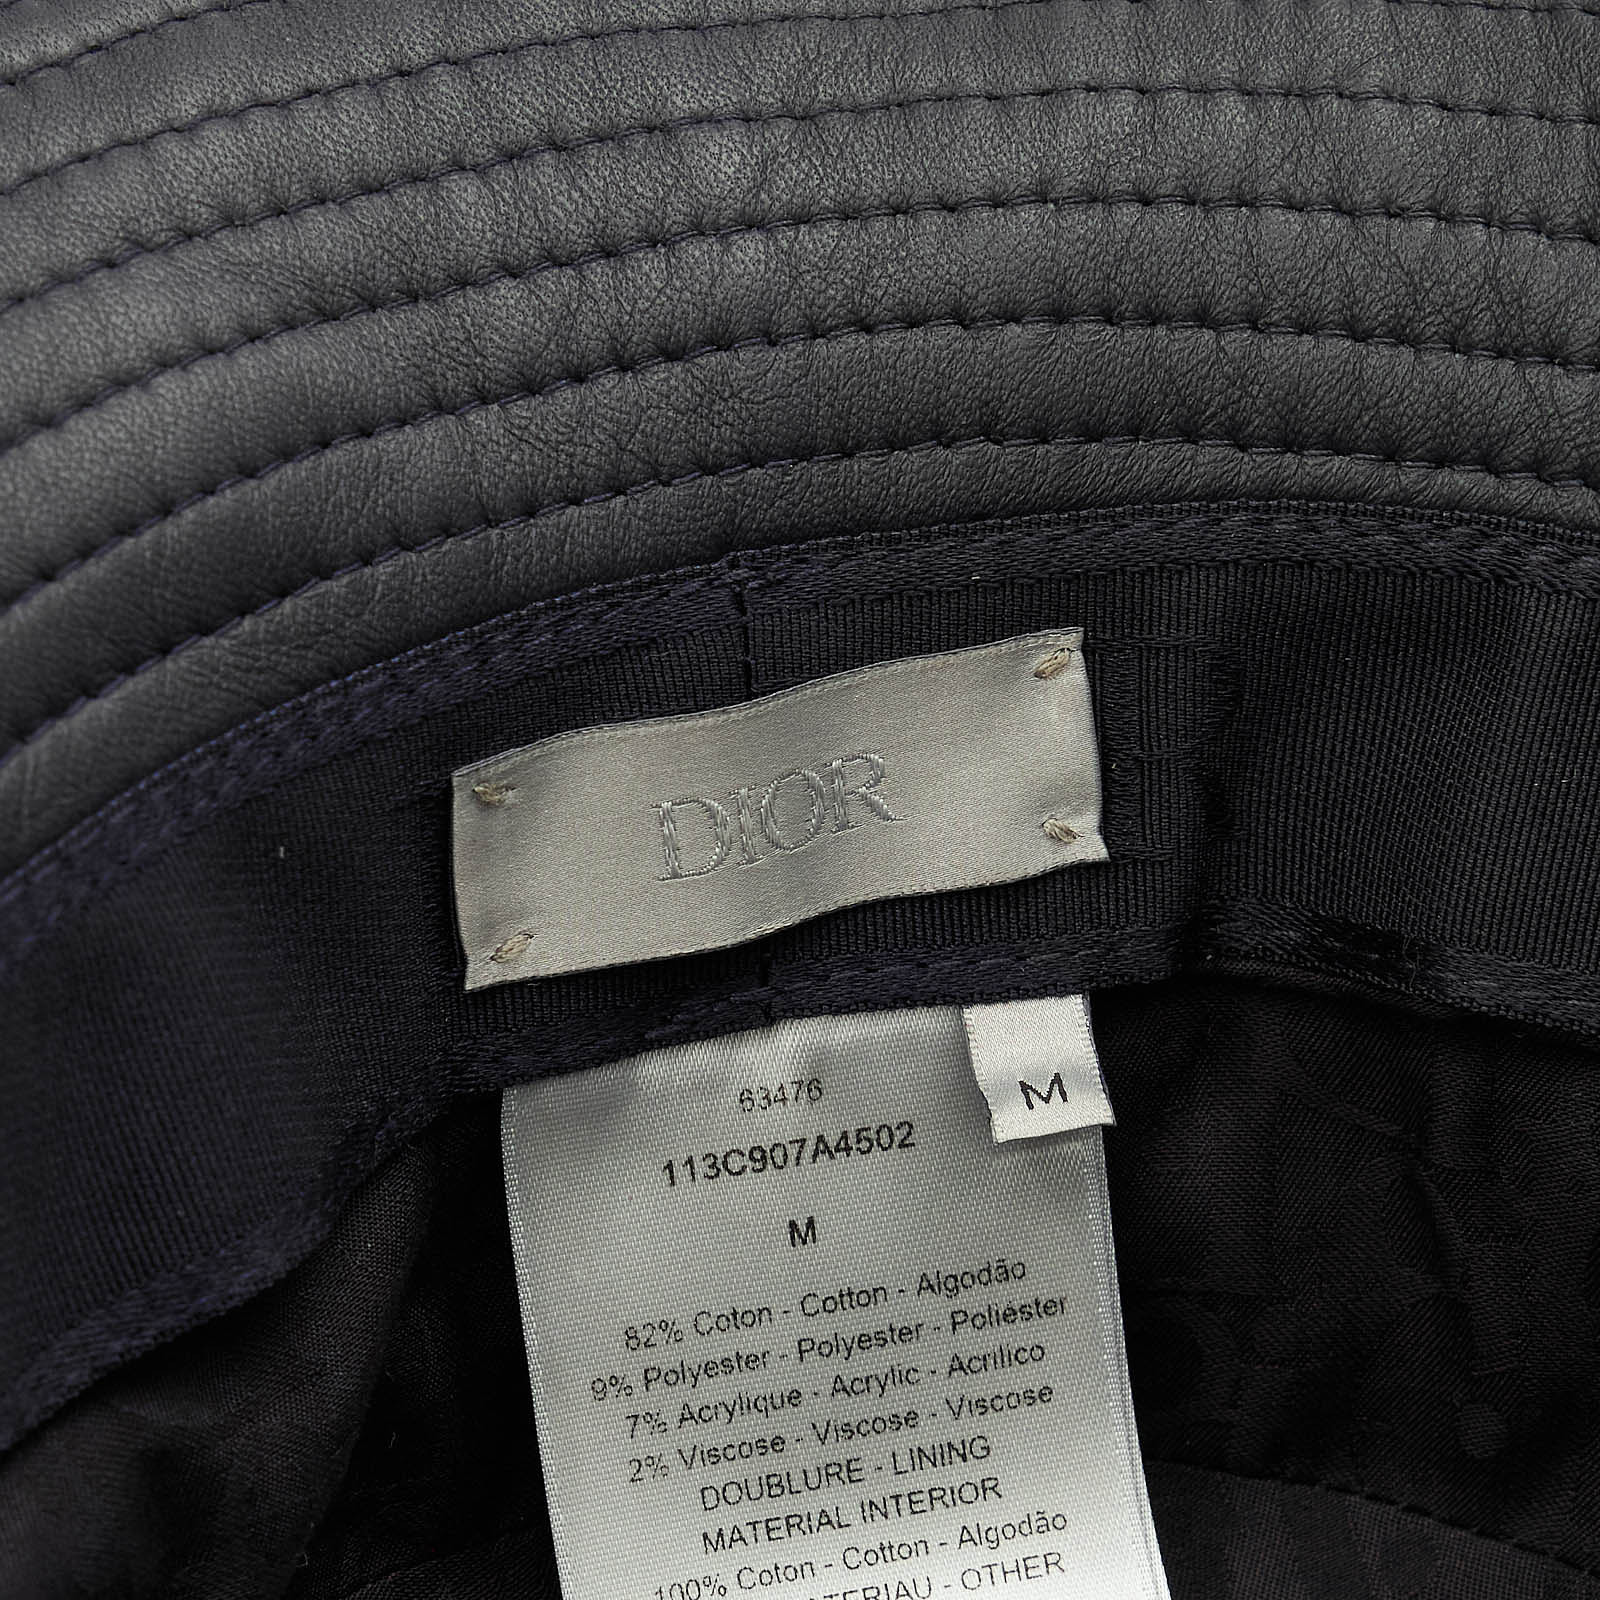 DIOR
M
63476
113C907A4502
M
82% Coton - Cotton - Algodão
9% Polyester - Polyester - Poliéster
7% Acrylique - Acrylic - Acrílico
2% Viscose - Viscose - Viscose
DOUBLURE - LINING
MATERIAL INTERIOR
100% Coton - Cotton - Algodão
- OTHER